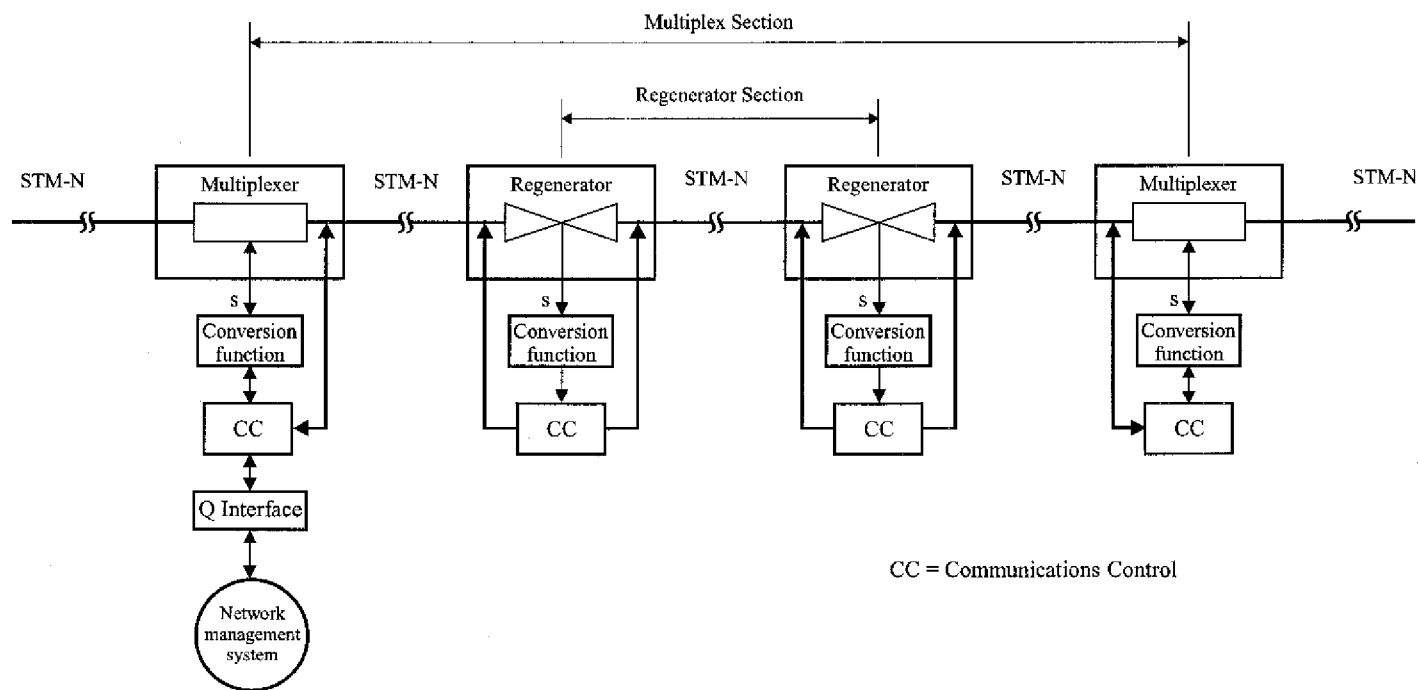 Multiplex Section
Regenerator Section
STM-N
Multiplexer
STM-N
Regenerator
STM-N
Regenerator
STM-N
Multiplexer
STM-N
s
s
s
s
Conversion
function
Conversion
function
Conversion
function
Conversion
function
CC
CC
CC
CC
Q Interface
CC = Communications Control
Network
management
system